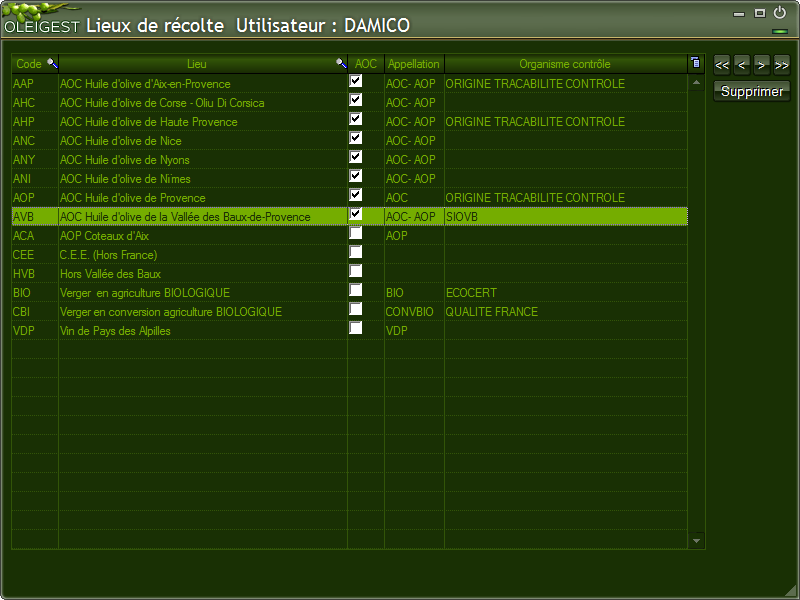 OLEIGEST Lieux de récolte Utilisateur : DAMICO
Code Lieu AOC Appellation Organisme contrôle << < > >>
AAP AOC Huile d'olive d'Aix-en-Provence AOC- AOP ORIGINE TRACABILITE CONTROLE
Supprimer
AHC AOC Huile d'olive de Corse - Oliu Di Corsica AOC- AOP
AHP AOC Huile d'olive de Haute Provence AOC- AOP ORIGINE TRACABILITE CONTROLE
ANC AOC Huile d'olive de Nice AOC- AOP
ANY AOC Huile d'olive de Nyons AOC- AOP
ANI AOC Huile d'olive de Nîmes AOC- AOP
AOP AOC Huile d'olive de Provence AOC ORIGINE TRACABILITE CONTROLE
AVB AOC Huile d'olive de la Vallée des Baux-de-Provence AOC- AOP SIOVB
ACA AOP Coteaux d'Aix AOP
CEE C.E.E. (Hors France)
HVB Hors Vallée des Baux
BIO Verger en agriculture BIOLOGIQUE BIO ECOCERT
CBI Verger en conversion agriculture BIOLOGIQUE CONVBIO QUALITE FRANCE
VDP Vin de Pays des Alpilles VDP